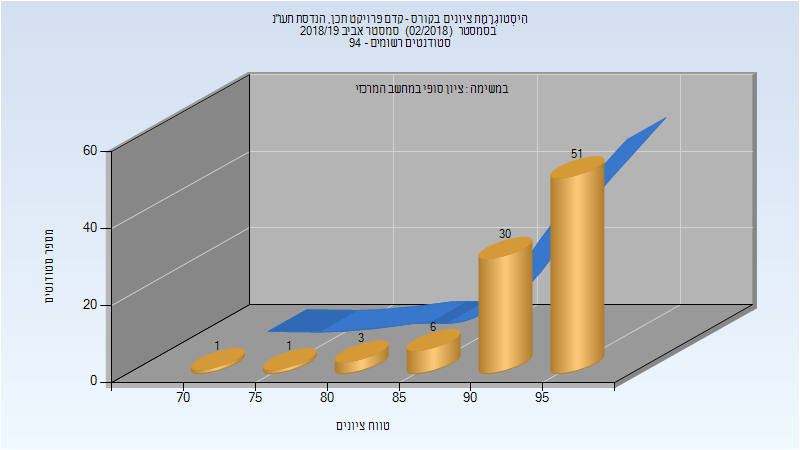 היסטוגרמת ציונים בקורס - קדם פרויקט תכן, הנדסת תעו"נ
בסמסטר (02/2018) סמסטר אביב 2018/19
סטודנטים רשומים - 94
במשימה : ציון סופי במחשב המרכזי
60
40
20
0
מספר סטודנטים
1
1
3
6
30
51
70
75
80
85
90
95
טווח ציונים